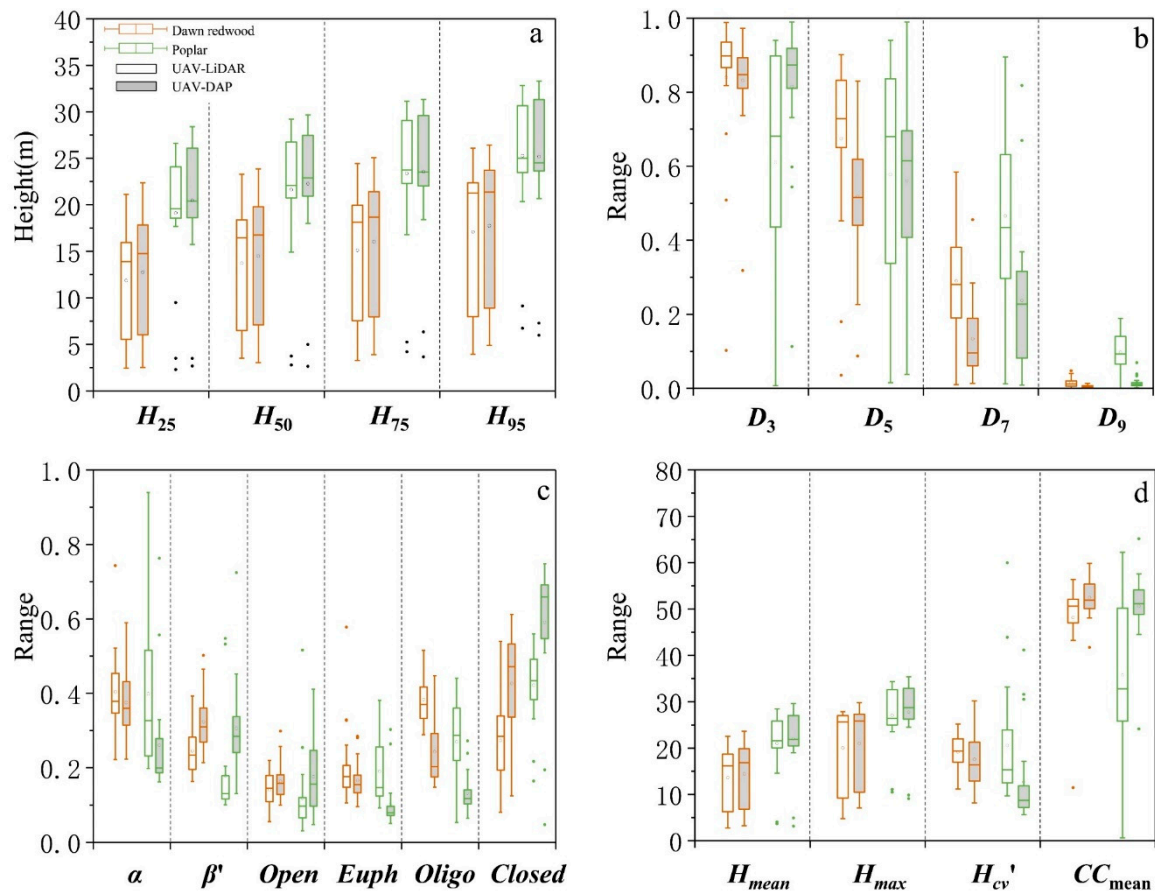 a
Dawn redwood
Poplar
UAV-LiDAR
UAV-DAP
40
35
30
25
20
15
10
5
0
Height(m)
H25 H50 H75 H95
b
1.0
0.8
0.6
0.4
0.2
0.0
Range
D3 D5 D7 D9
c
1.0
0.8
0.6
0.4
0.2
0.0
Range
α β' Open Euph Oligo Closed
d
80
70
60
50
40
30
20
10
0
Range
Hmean Hmax Hcv' CCmean